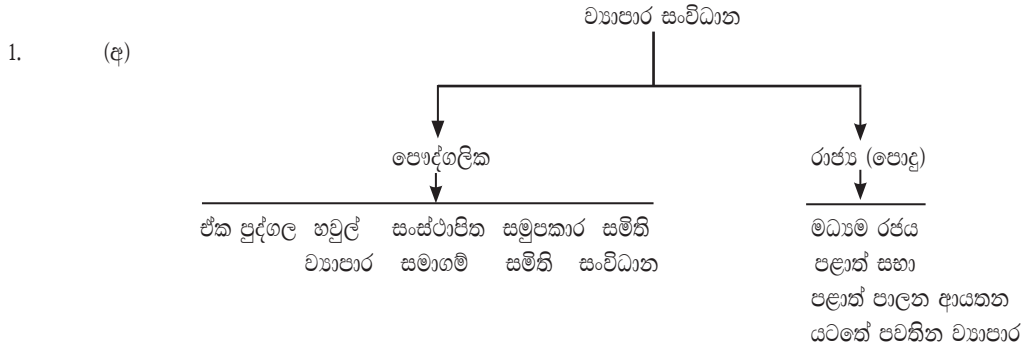 ව්‍යාපාර සංවිධාන
1. (අ)
පෞද්ගලික
රාජ්‍ය (පොදු)
ඒක පුද්ගල හවුල් සංස්ථාපිත සමුපකාර සමිති
ව්‍යාපාර සමාගම් සමිති සංවිධාන
මධ්‍යම රජය
පළාත් සභා
පළාත් පාලන ආයතන
යටතේ පවතින ව්‍යාපාර